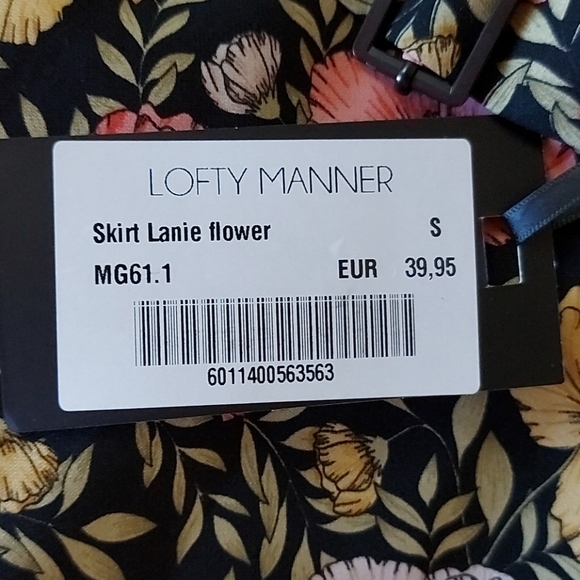 LOFTY MANNER
Skirt Lanie flower S
MG61.1 EUR 39,95
6011400563563